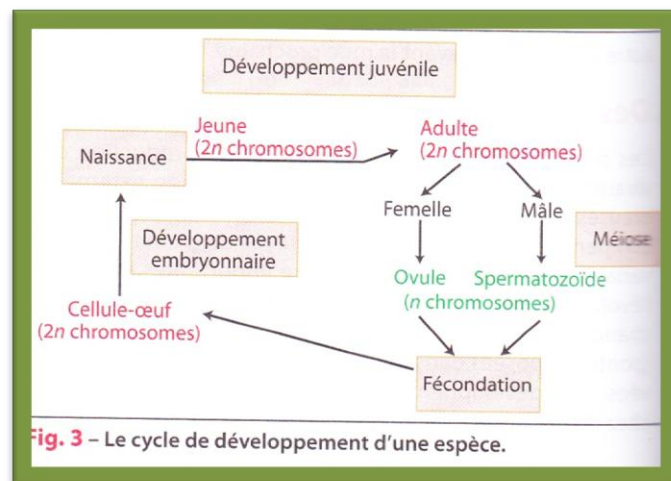 Développement juvénile
Jeune
(2n chromosomes)
Adulte
(2n chromosomes)
Naissance
Femelle
Mâle
Méiose
Développement
embryonnaire
Ovule
Spermatozoïde
(n chromosomes)
Cellule-œuf
(2n chromosomes)
Fécondation
Fig. 3 – Le cycle de développement d'une espèce.